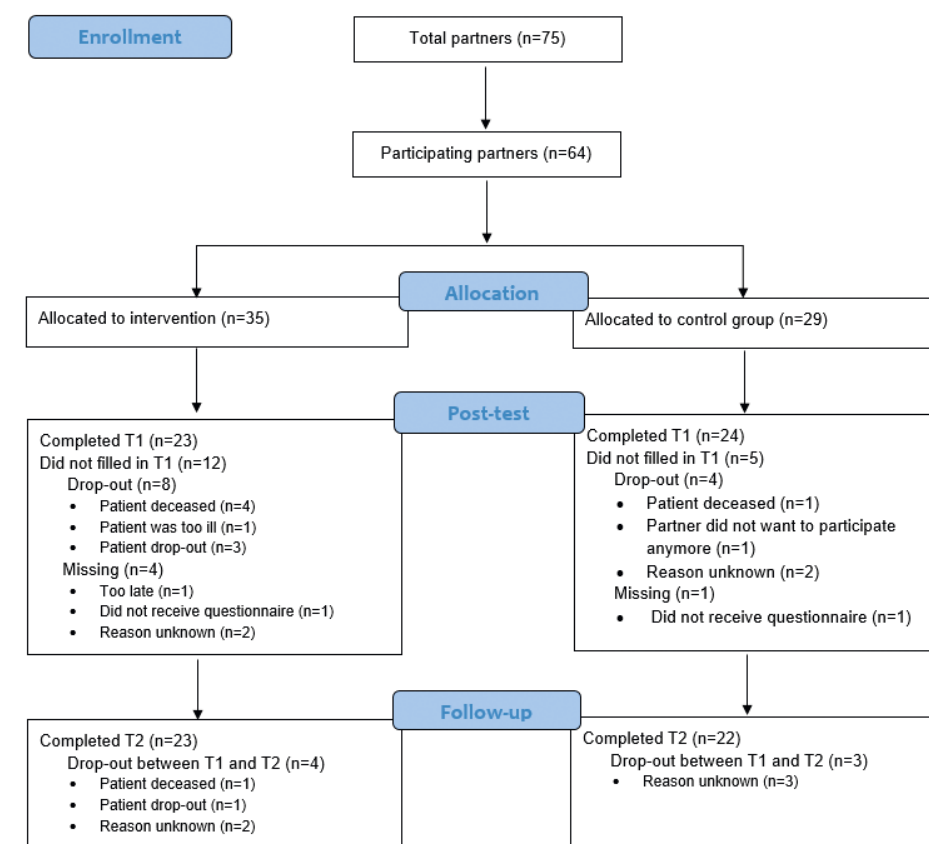 Enrollment
Total partners (n=75)
Participating partners (n=64)
Allocation
Allocated to intervention (n=35)
Allocated to control group (n=29)
Post-test
Completed T1 (n=23)
Did not filled in T1 (n=12)
Drop-out (n=8)
• Patient deceased (n=4)
• Patient was too ill (n=1)
• Patient drop-out (n=3)
Missing (n=4)
• Too late (n=1)
• Did not receive questionnaire (n=1)
• Reason unknown (n=2)
Completed T1 (n=24)
Did not filled in T1 (n=5)
Drop-out (n=4)
• Patient deceased (n=1)
• Partner did not want to participate
anymore (n=1)
• Reason unknown (n=2)
Missing (n=1)
• Did not receive questionnaire (n=1)
Follow-up
Completed T2 (n=23)
Drop-out between T1 and T2 (n=4)
• Patient deceased (n=1)
• Patient drop-out (n=1)
• Reason unknown (n=2)
Completed T2 (n=22)
Drop-out between T1 and T2 (n=3)
• Reason unknown (n=3)